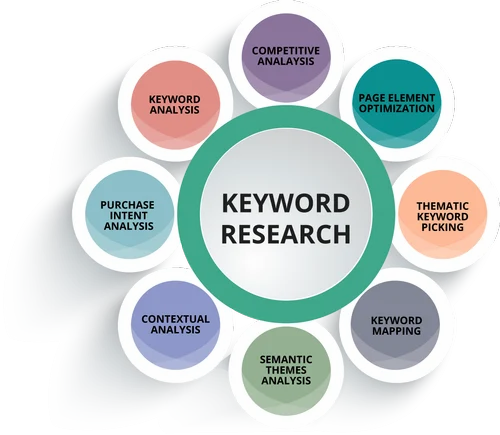 COMPETITIVE
ANALAYSIS
PAGE ELEMENT
OPTIMIZATION
THEMATIC
KEYWORD
PICKING
KEYWORD
MAPPING
SEMANTIC
THEMES
ANALYSIS
CONTEXTUAL
ANALYSIS
PURCHASE
INTENT
ANALYSIS
KEYWORD
ANALYSIS
KEYWORD
RESEARCH